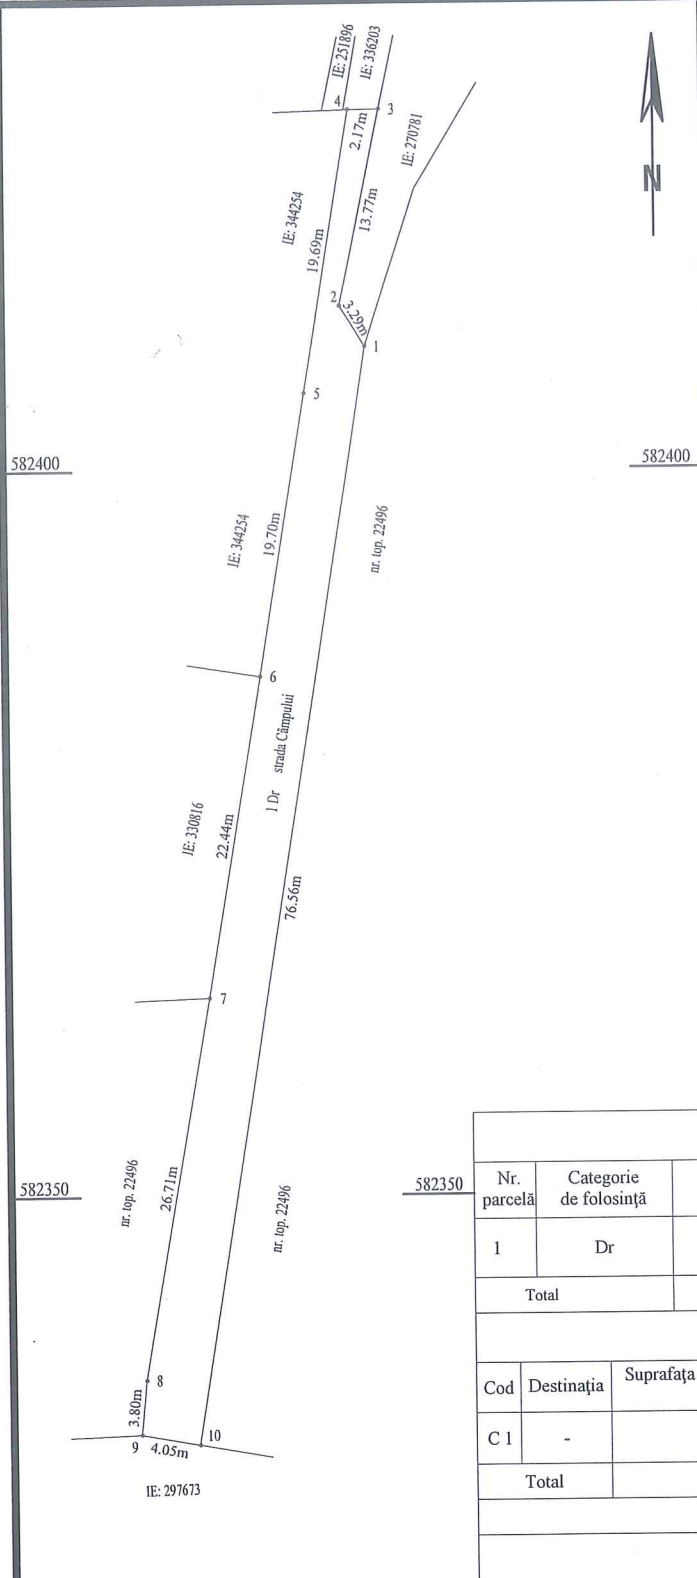 IE: 251896
IE: 336203
4
3
2.17m
IE: 270781
N
13.77m
IE: 344254
19.69m
2
3.29m
1
5
582400
582400
IE: 344254
19.70m
nr. top. 22496
6
1 Dr strada Câmpului
IE: 330816
22.44m
76.56m
7
nr. top. 22496
26.71m
nr. top. 22496
582350
582350
Nr. parcelă
Categorie de folosinţă
1
Dr
Total
8
3.80m
9
4.05m
10
IE: 297673
Cod
Destinaţia
Suprafaţa
C 1
-
Total